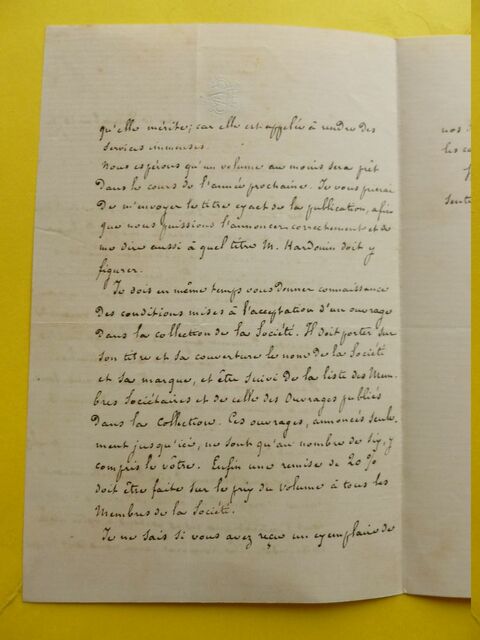 qu'elle mérite; car elle est appelée à rendre des
services immenses.
Nous espérons qu'un volume au moins sera prêt
dans le cours de l'année prochaine. Je vous prierai
de m'envoyer le titre exact de la publication, afin
que nous puissions l'annoncer correctement et de
me dire aussi à quel titre M. Hardouin doit y
figurer.
Je dois en même temps vous donner connaissance
des conditions mises à l'acceptation d'un ouvrage
dans la collection de la Société. Il doit porter sur
son titre et sa couverture le nom de la Société
et sa marque, et être suivi de la liste des Mem-
bres Sociétaires et de celle des Ouvrages publiés
dans la Collection. Ces ouvrages, annoncés seule-
ment jusqu'ici, ne sont qu'au nombre de six, y
compris le vôtre. Enfin une remise de 20%
doit être faite sur le prix du volume à tous les
Membres de la Société.
Je ne sais si vous avez reçu un exemplaire de
nos
les